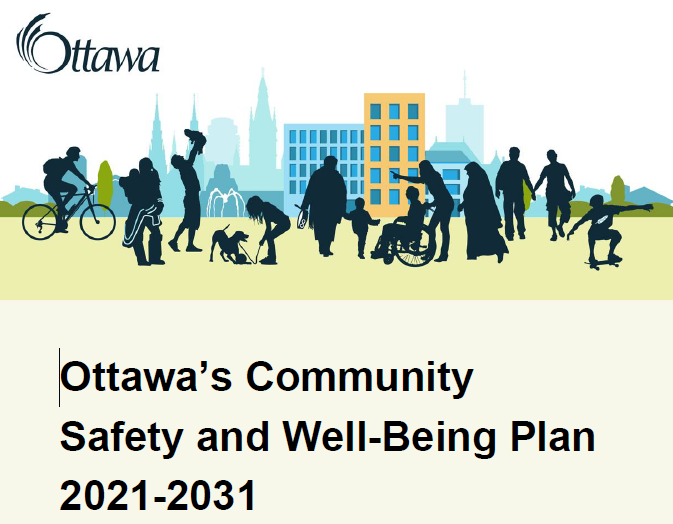 Ottawa
Ottawa’s Community
Safety and Well-Being Plan
2021-2031